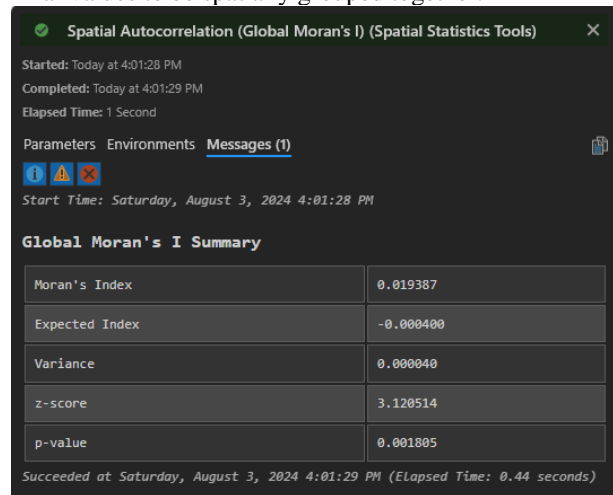 Spatial Autocorrelation (Global Moran's I) (Spatial Statistics Tools)
Started: Today at 4:01:28 PM
Completed: Today at 4:01:29 PM
Elapsed Time: 1 Second
Parameters Environments Messages (1)
Start Time: Saturday, August 3, 2024 4:01:28 PM
Global Moran's I Summary
Moran's Index 0.019387
Expected Index -0.000400
Variance 0.000040
z-score 3.120514
p-value 0.001805
Succeeded at Saturday, August 3, 2024 4:01:29 PM (Elapsed Time: 0.44 seconds)